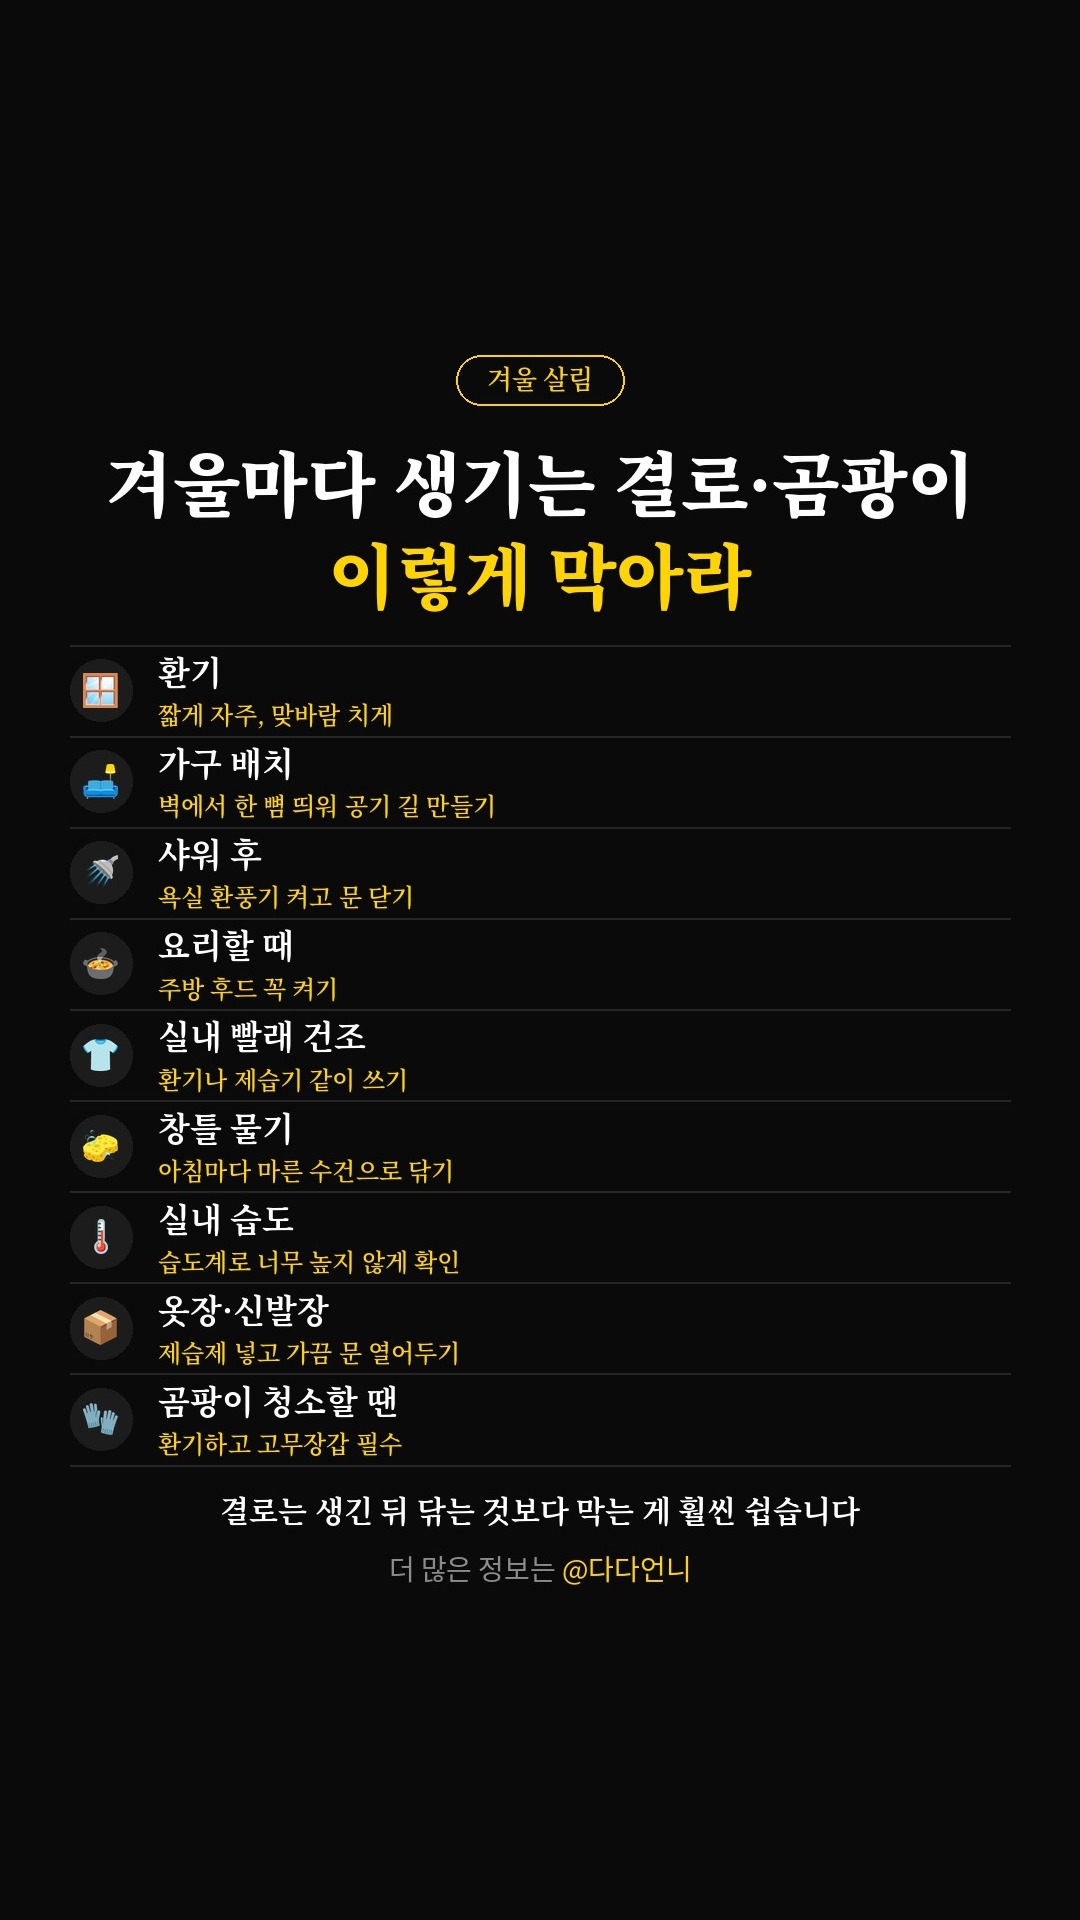 겨울 살림
겨울마다 생기는 결로·곰팡이
이렇게 막아라
환기
짧게 자주, 맞바람 치게
가구 배치
벽에서 한 뼘 띄워 공기 길 만들기
샤워 후
욕실 환풍기 켜고 문 닫기
요리할 때
주방 후드 꼭 켜기
실내 빨래 건조
환기나 제습기 같이 쓰기
창틀 물기
아침마다 마른 수건으로 닦기
실내 습도
습도계로 너무 높지 않게 확인
옷장·신발장
제습제 넣고 가끔 문 열어두기
곰팡이 청소할 땐
환기하고 고무장갑 필수
결로는 생긴 뒤 닦는 것보다 막는 게 훨씬 쉽습니다
더 많은 정보는 @다다언니